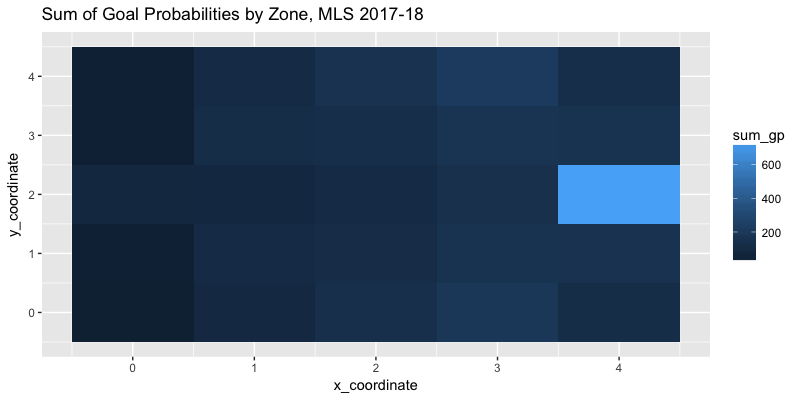 Sum of Goal Probabilities by Zone, MLS 2017-18
y_coordinate
4
3
2
1
0
0 1 2 3 4
x_coordinate
sum_gp
600
400
200